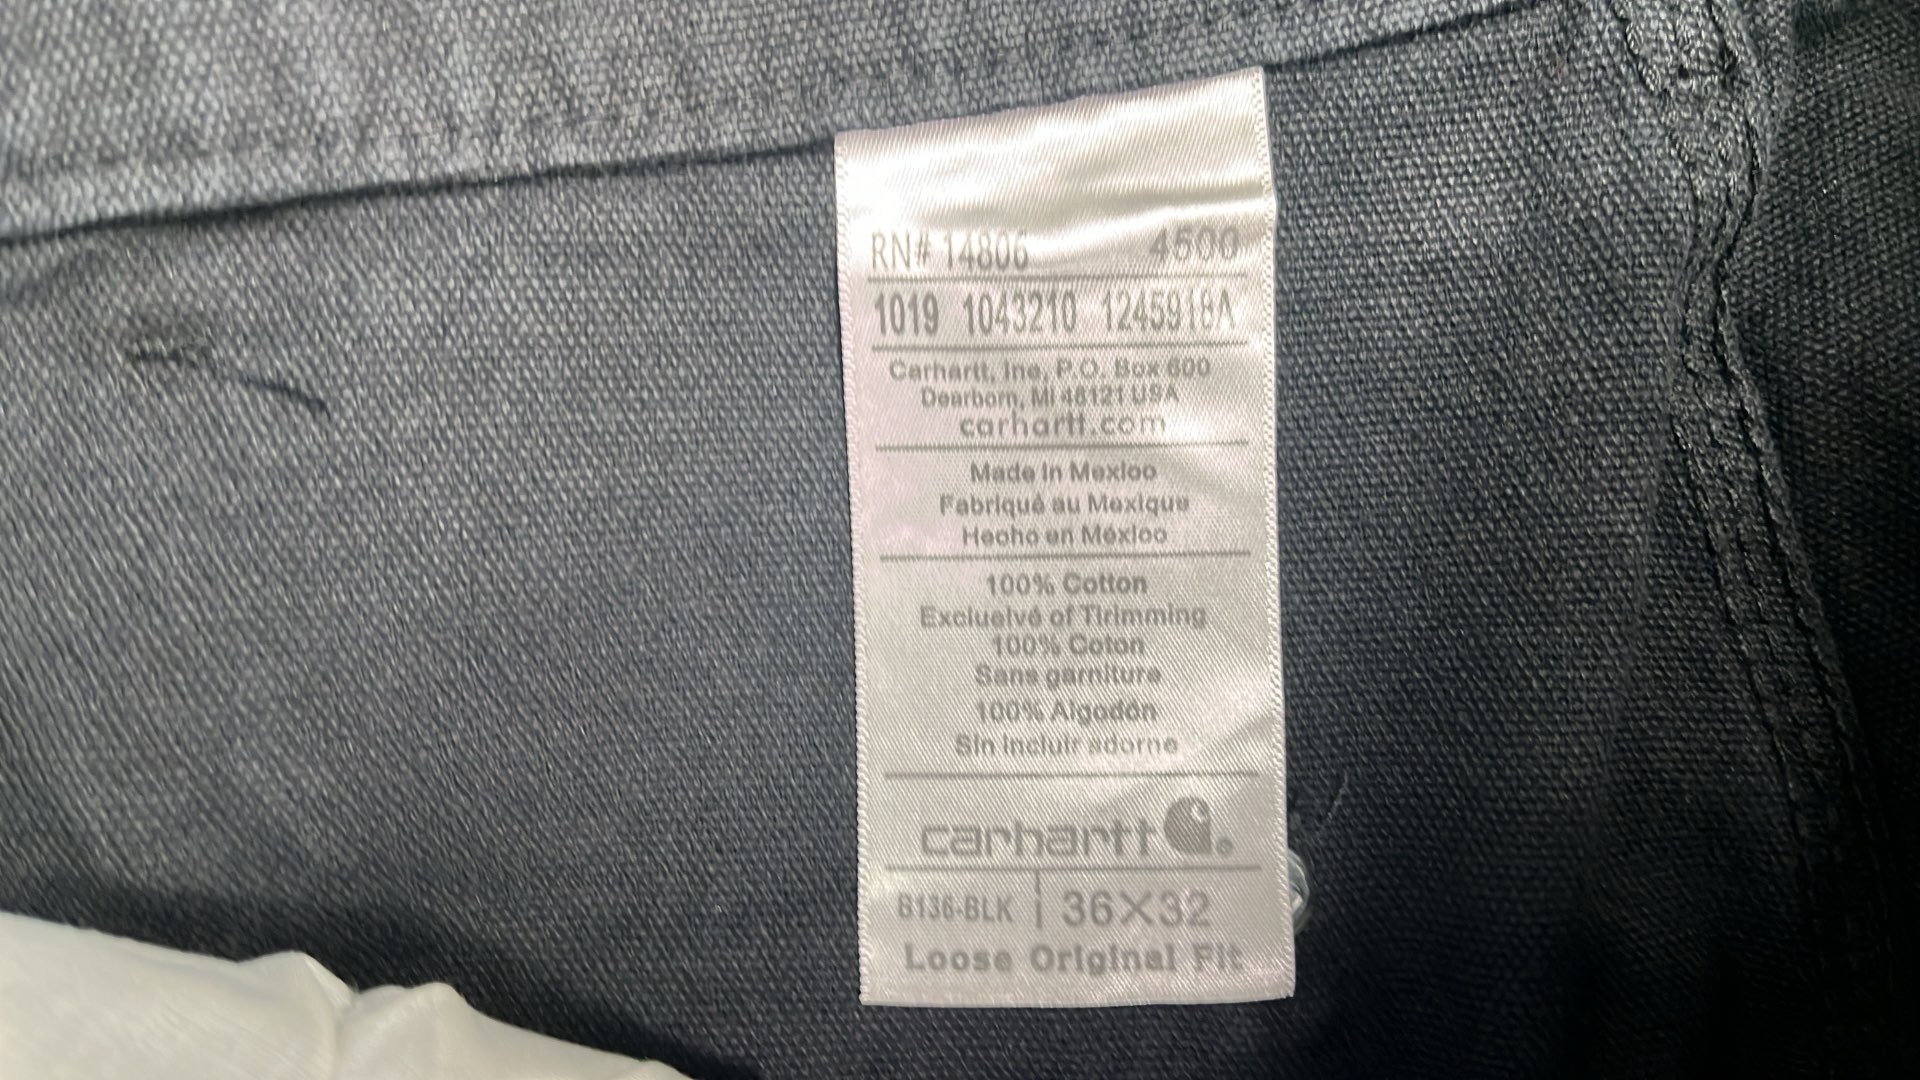 RN# 14806 4500
1019 1043210 1245918A
Carhartt, Inc, P.O. Box 600
Dearborn, MI 48121 USA
carhartt.com
Made In Mexico
Fabriqué au Mexique
Hecho en México
100% Cotton
Exclueivé of Tirimming
100% Coton
Sans garniture
100% Algodón
Sin incluir adorne
carhartt
B136-BLK | 36X32
Loose Original Fit